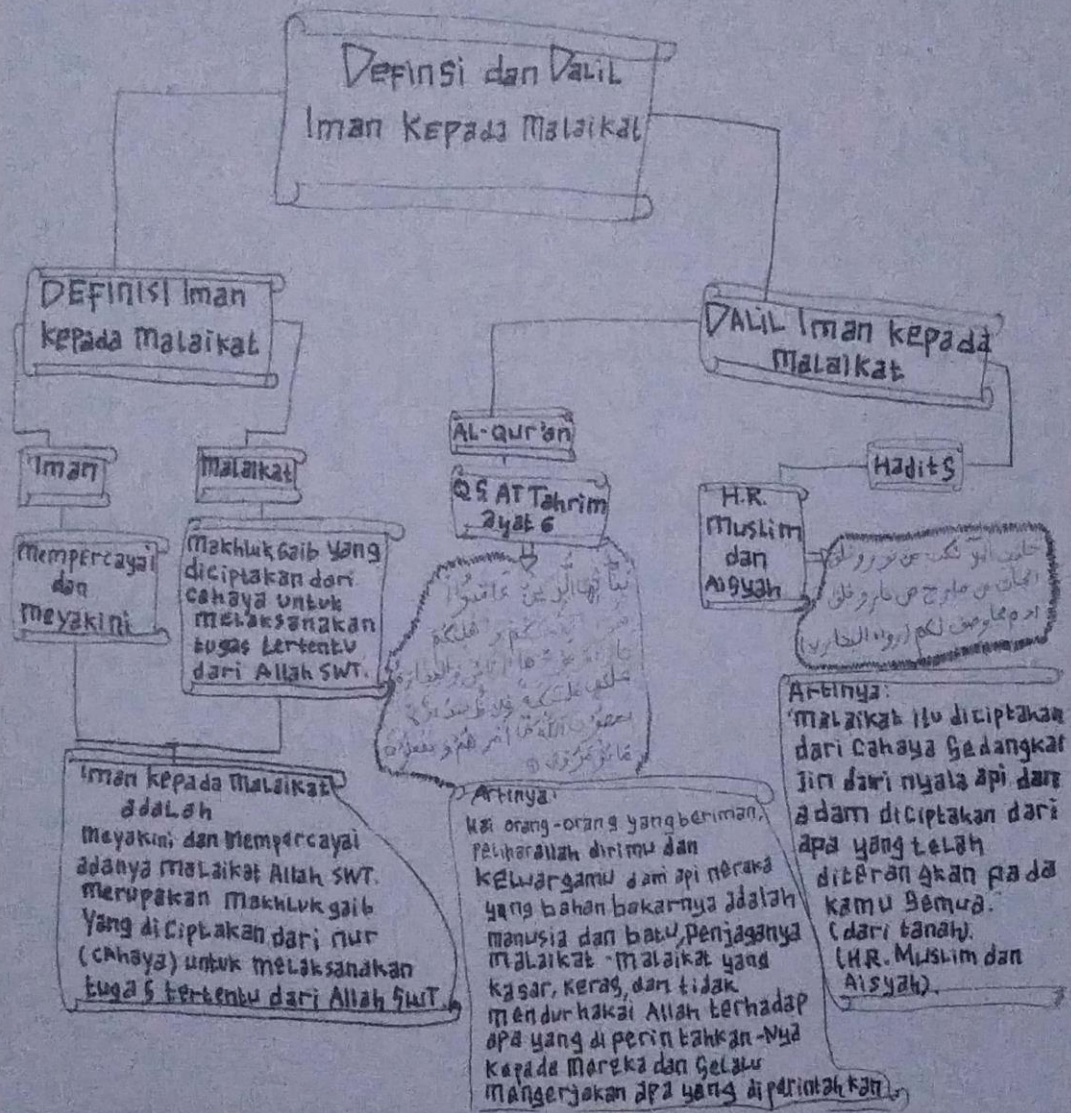 Definsi dan Dalil
Iman Kepada Malaikat
DEFINISI Iman
kepada Malaikat
DALIL Iman kepada
Malaikat
Iman
Malaikat
AL-Qur'an
Hadits
Mempercayai
dan
meyakini
Makhluk Gaib yang
diciptakan dari
cahaya untuk
melaksanakan
tugas tertentu
dari Allah SWT.
QS AT Tahrim
ayat 6
H.R.
Muslim
dan
Aisyah
Iman kepada Malaikat
adalah
Meyakini dan Mempercayai
adanya Malaikat Allah SWT.
merupakan Makhluk gaib
yang diciptakan dari nur
(cahaya) untuk melaksanakan
tugas tertentu dari Allah SWT.
Artinya:
Hai orang-orang yang beriman,
peliharallah dirimu dan
keluargamu dari api neraka
yang bahan bakarnya adalah
manusia dan batu, Penjaganya
malaikat-malaikat yang
kasar, keras, dan tidak
mendurhakai Allah terhadap
apa yang diperintahkan-Nya
kepada mereka dan selalu
mangerjakan apa yang diperintahkan.
Artinya:
'Malaikat itu diciptakan
dari cahaya sedangkat
Jin dari nyala api dan
adam diciptakan dari
apa yang telah
diterangkan pada
kamu semua.
(dari tanah).
(HR. Muslim dan
Aisyah).